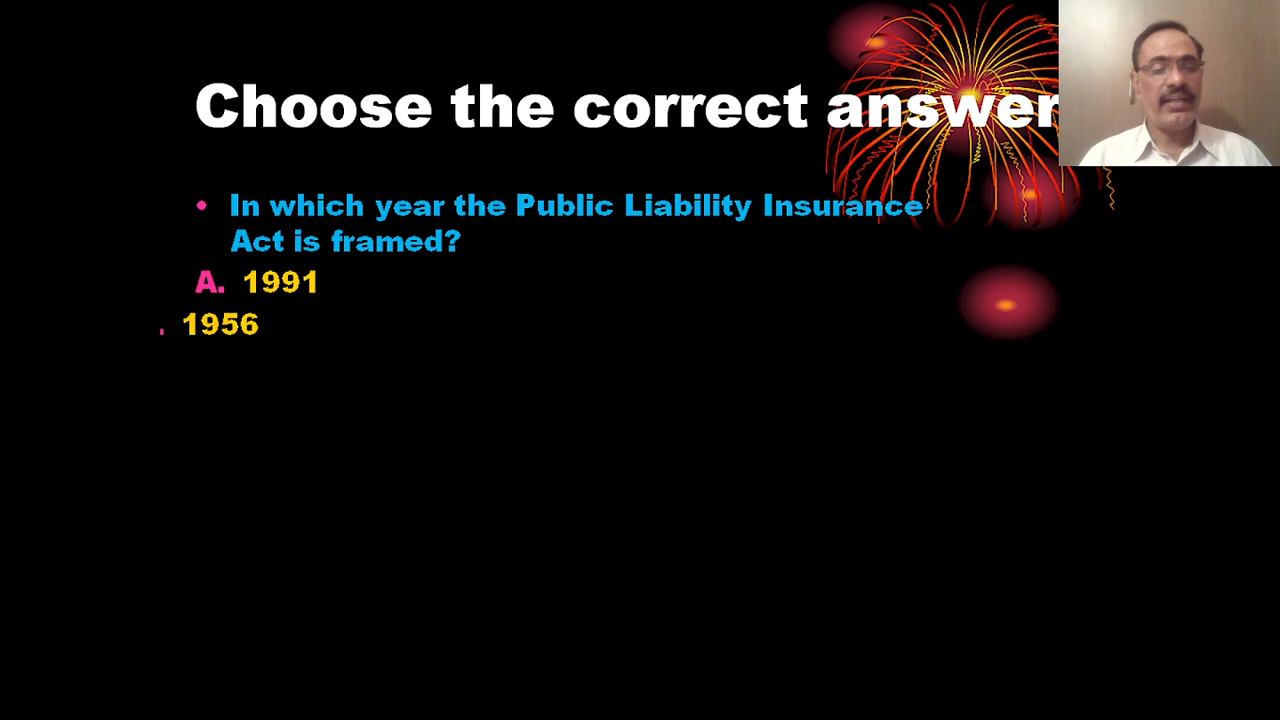 Choose the correct answer
• In which year the Public Liability Insurance
Act is framed?
A. 1991
. 1956